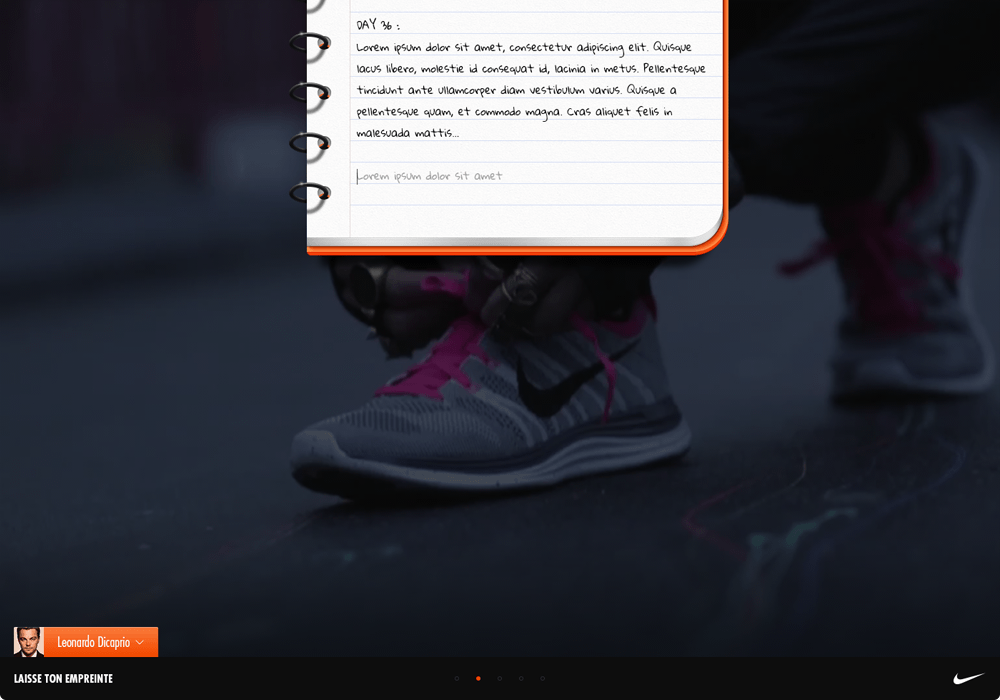 DAY 36 :
Lorem ipsum dolor sit amet, consectetur adipiscing elit. Quisque
lacus libero, molestie id consequat id, lacinia in metus. Pellentesque
tincidunt ante ullamcorper diam vestibulum varius. Quisque a
pellentesque quam, et commodo magna. Cras aliquet felis in
malesuada mattis...
Lorem ipsum dolor sit amet
Leonardo Dicaprio
LAISSE TON EMPREINTE